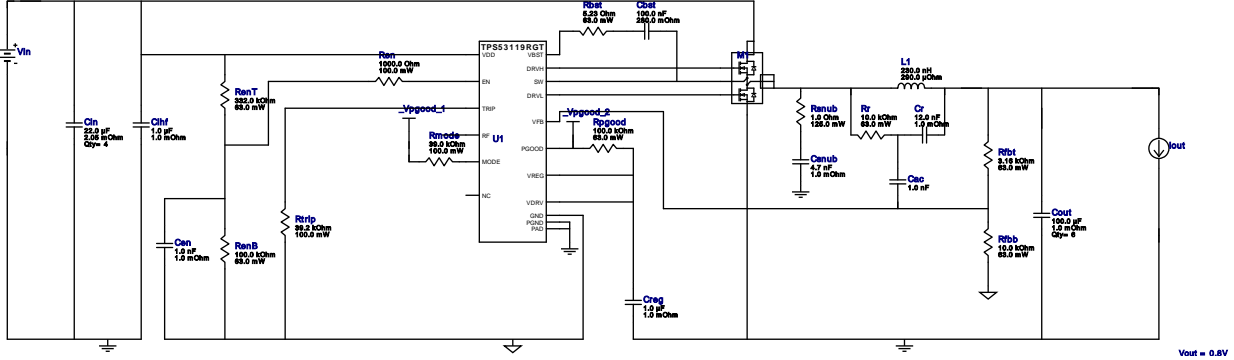 Vin
Cin
22.0 µF
2.05 mOhm
Qty= 4
Cihf
1.0 µF
1.0 mOhm
RenT
332.0 kOhm
63.0 mW
Cen
1.0 nF
1.0 mOhm
RenB
100.0 kOhm
63.0 mW
Rtrip
39.2 kOhm
100.0 mW
Ren
1000.0 Ohm
100.0 mW
_Vpgood_1
Rmode
39.0 kOhm
100.0 mW
TPS53119RGT
VDD
EN
TRIP
RF
MODE
NC
U1
VBST
DRVH
SW
DRVL
VFB
PGOOD
VREG
VDRV
GND
PGND
PAD
Rbst
5.23 Ohm
63.0 mW
Cbst
100.0 nF
280.0 mOhm
_Vpgood_2
Rpgood
100.0 kOhm
63.0 mW
Creg
1.0 µF
1.0 mOhm
Rsnub
1.0 Ohm
125.0 mW
Csnub
4.7 nF
1.0 mOhm
L1
230.0 nH
290.0 µOhm
Rr
10.0 kOhm
63.0 mW
Cr
12.0 nF
1.0 mOhm
Cac
1.0 nF
Rfbt
3.16 kOhm
63.0 mW
Rfbb
10.0 kOhm
63.0 mW
Cout
100.0 µF
1.0 mOhm
Qty= 6
Iout
Vout = 0.8V